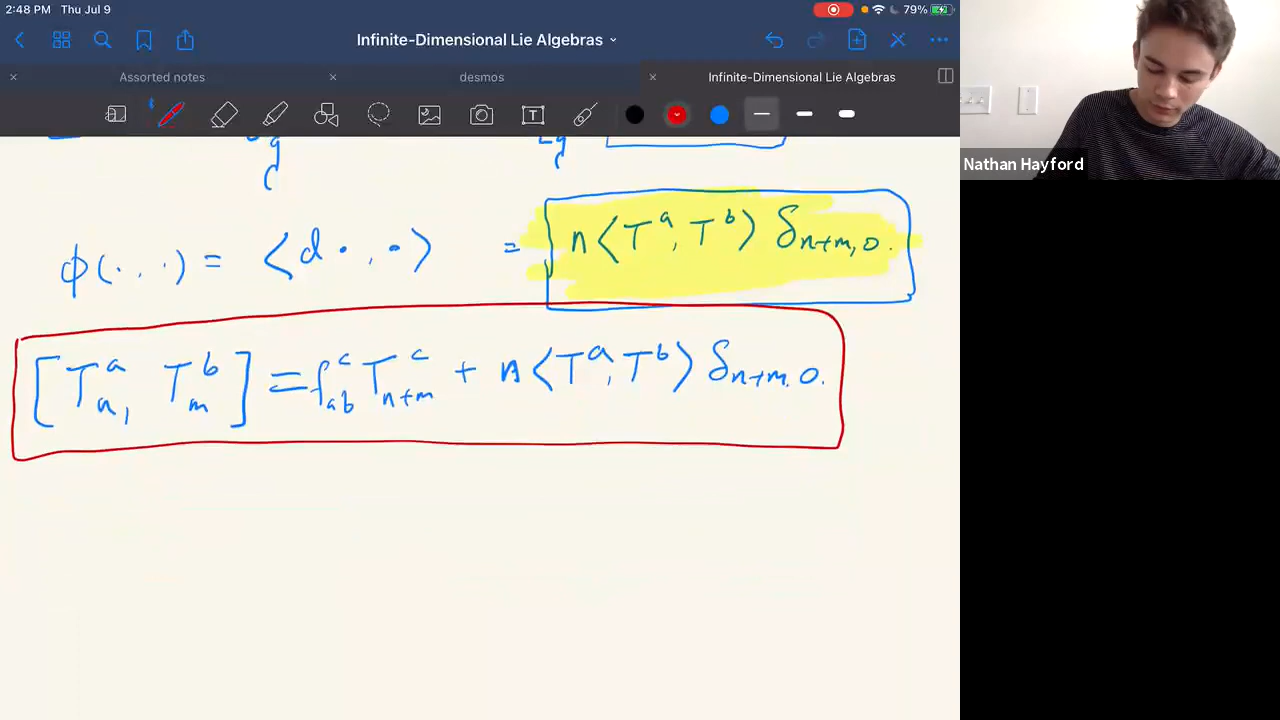 2:48 PM Thu Jul 9 79%
Infinite-Dimensional Lie Algebras
Assorted notes desmos Infinite-Dimensional Lie Algebras
Nathan Hayford
ϕ(·,·) = ⟨d·,·⟩ = n⟨T^a, T^b⟩ δ_{n+m,0}.
[T^a_n, T^b_m] = f^c_{ab} T^c_{n+m} + n⟨T^a, T^b⟩ δ_{n+m,0}.